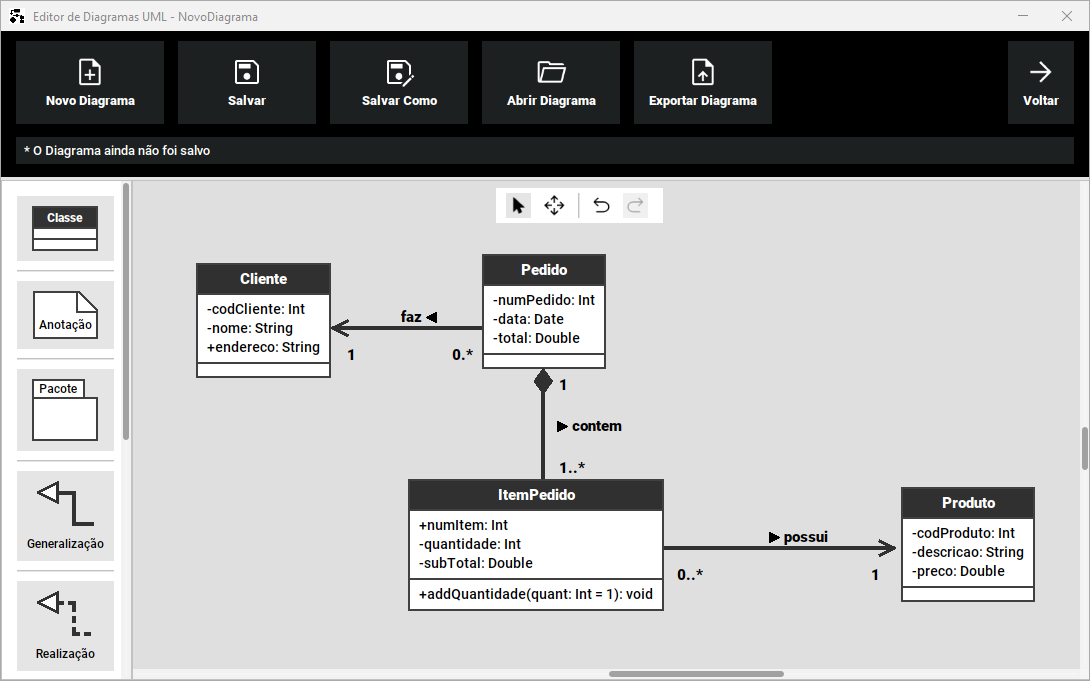 Editor de Diagramas UML - NovoDiagrama
Novo Diagrama
Salvar
Salvar Como
Abrir Diagrama
Exportar Diagrama
Voltar
* O Diagrama ainda não foi salvo
Classe
Anotação
Pacote
Generalização
Realização
Cliente
-codCliente: Int
-nome: String
+endereco: String
faz ◀
1
0.*
Pedido
-numPedido: Int
-data: Date
-total: Double
1
▶ contem
1..*
ItemPedido
+numItem: Int
-quantidade: Int
-subTotal: Double
+addQuantidade(quant: Int = 1): void
▶ possui
0..*
1
Produto
-codProduto: Int
-descricao: String
-preco: Double